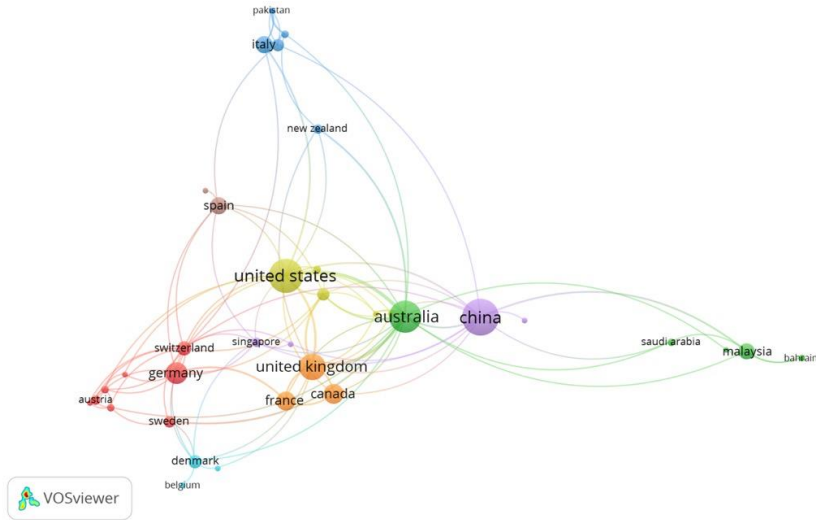 pakistan
italy
new zealand
spain
united states
australia
china
singapore
saudi arabia
switzerland
malaysia
bahrain
united kingdom
germany
canada
austria
france
sweden
denmark
belgium
VOSviewer